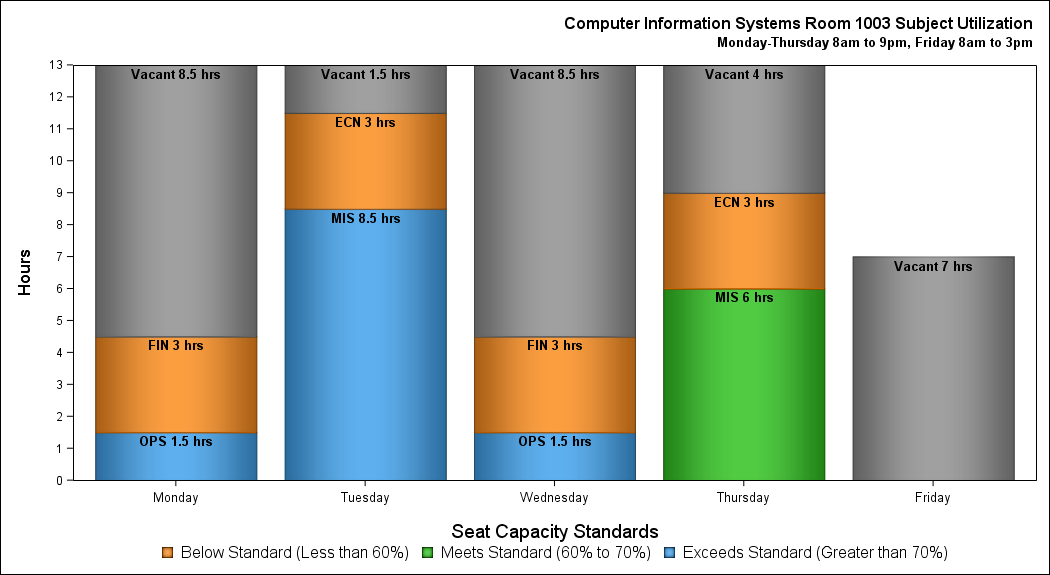 Computer Information Systems Room 1003 Subject Utilization
Monday-Thursday 8am to 9pm, Friday 8am to 3pm
Hours
13
12
11
10
9
8
7
6
5
4
3
2
1
0
Vacant 8.5 hrs
FIN 3 hrs
OPS 1.5 hrs
Vacant 1.5 hrs
ECN 3 hrs
MIS 8.5 hrs
Vacant 8.5 hrs
FIN 3 hrs
OPS 1.5 hrs
Vacant 4 hrs
ECN 3 hrs
MIS 6 hrs
Vacant 7 hrs
Monday Tuesday Wednesday Thursday Friday
Seat Capacity Standards
Below Standard (Less than 60%) Meets Standard (60% to 70%) Exceeds Standard (Greater than 70%)